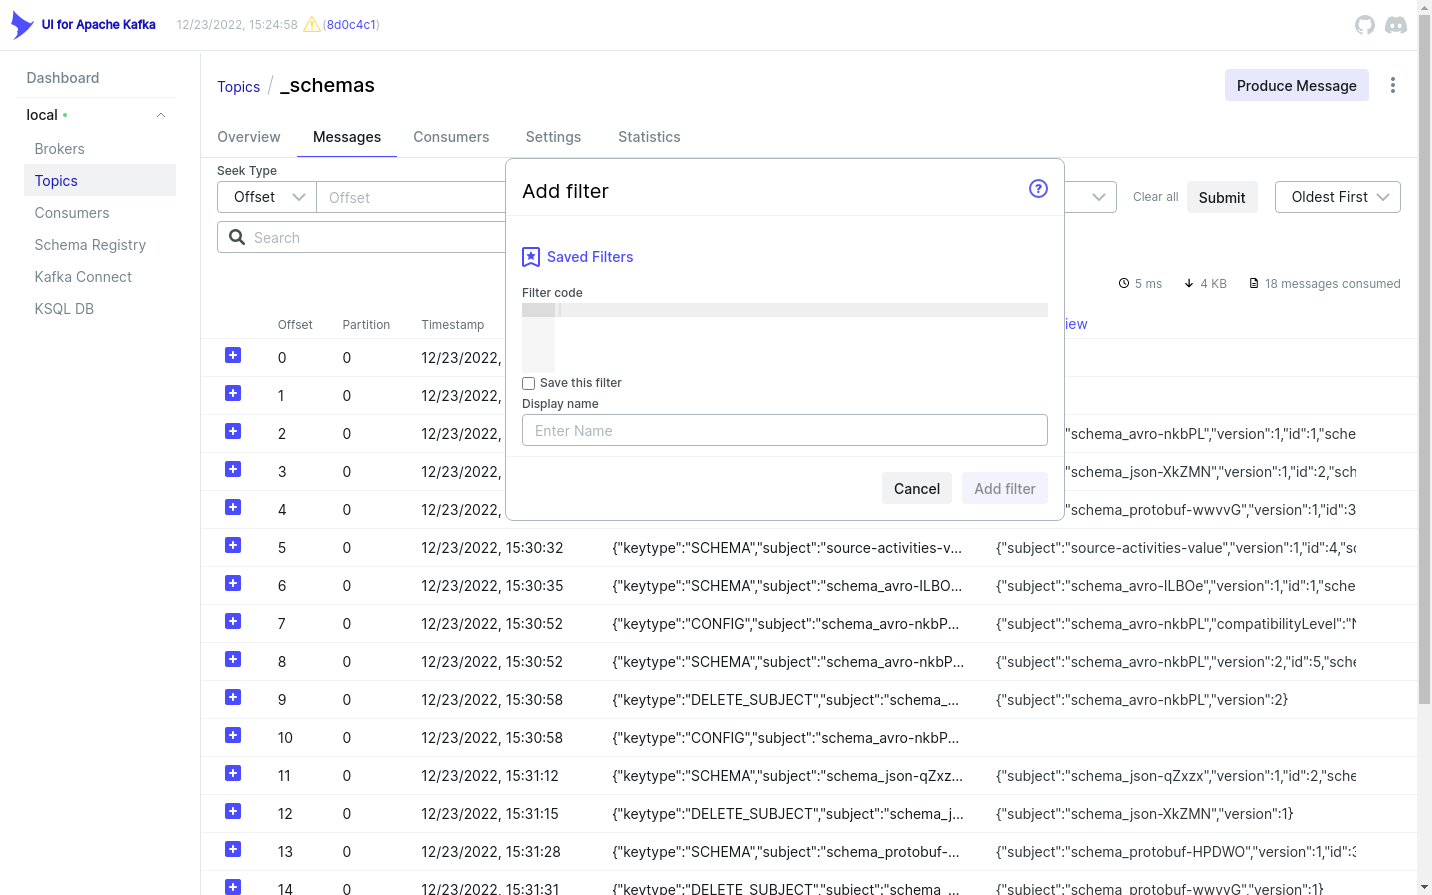 UI for Apache Kafka 12/23/2022, 15:24:58 (8d0c4c1)
Dashboard
local
Brokers
Topics
Consumers
Schema Registry
Kafka Connect
KSQL DB
Topics / _schemas
Produce Message
Overview Messages Consumers Settings Statistics
Seek Type
Offset Offset Clear all Submit Oldest First
Search
5 ms 4 KB 18 messages consumed
Add filter
?
Saved Filters
Filter code
Save this filter
Display name
Enter Name
Cancel Add filter
Offset Partition Timestamp iew
0 0 12/23/2022,
1 0 12/23/2022,
2 0 12/23/2022, "schema_avro-nkbPL","version":1,"id":1,"sche
3 0 12/23/2022, "schema_json-XkZMN","version":1,"id":2,"sch
4 0 12/23/2022, "schema_protobuf-wwvvG","version":1,"id":3
5 0 12/23/2022, 15:30:32 {"keytype":"SCHEMA","subject":"source-activities-v... {"subject":"source-activities-value","version":1,"id":4,"sc
6 0 12/23/2022, 15:30:35 {"keytype":"SCHEMA","subject":"schema_avro-ILBO... {"subject":"schema_avro-ILBOe","version":1,"id":1,"sche
7 0 12/23/2022, 15:30:52 {"keytype":"CONFIG","subject":"schema_avro-nkbP... {"subject":"schema_avro-nkbPL","compatibilityLevel":"N
8 0 12/23/2022, 15:30:52 {"keytype":"SCHEMA","subject":"schema_avro-nkbP... {"subject":"schema_avro-nkbPL","version":2,"id":5,"sche
9 0 12/23/2022, 15:30:58 {"keytype":"DELETE_SUBJECT","subject":"schema_... {"subject":"schema_avro-nkbPL","version":2}
10 0 12/23/2022, 15:30:58 {"keytype":"CONFIG","subject":"schema_avro-nkbP...
11 0 12/23/2022, 15:31:12 {"keytype":"SCHEMA","subject":"schema_json-qZxz... {"subject":"schema_json-qZxzx","version":1,"id":2,"sche
12 0 12/23/2022, 15:31:15 {"keytype":"DELETE_SUBJECT","subject":"schema_j... {"subject":"schema_json-XkZMN","version":1}
13 0 12/23/2022, 15:31:28 {"keytype":"SCHEMA","subject":"schema_protobuf-... {"subject":"schema_protobuf-HPDWO","version":1,"id":3
14 0 12/23/2022, 15:31:31 {"keytype":"DELETE_SUBJECT","subject":"schema_... {"subject":"schema_protobuf-wwvvG","version":1}